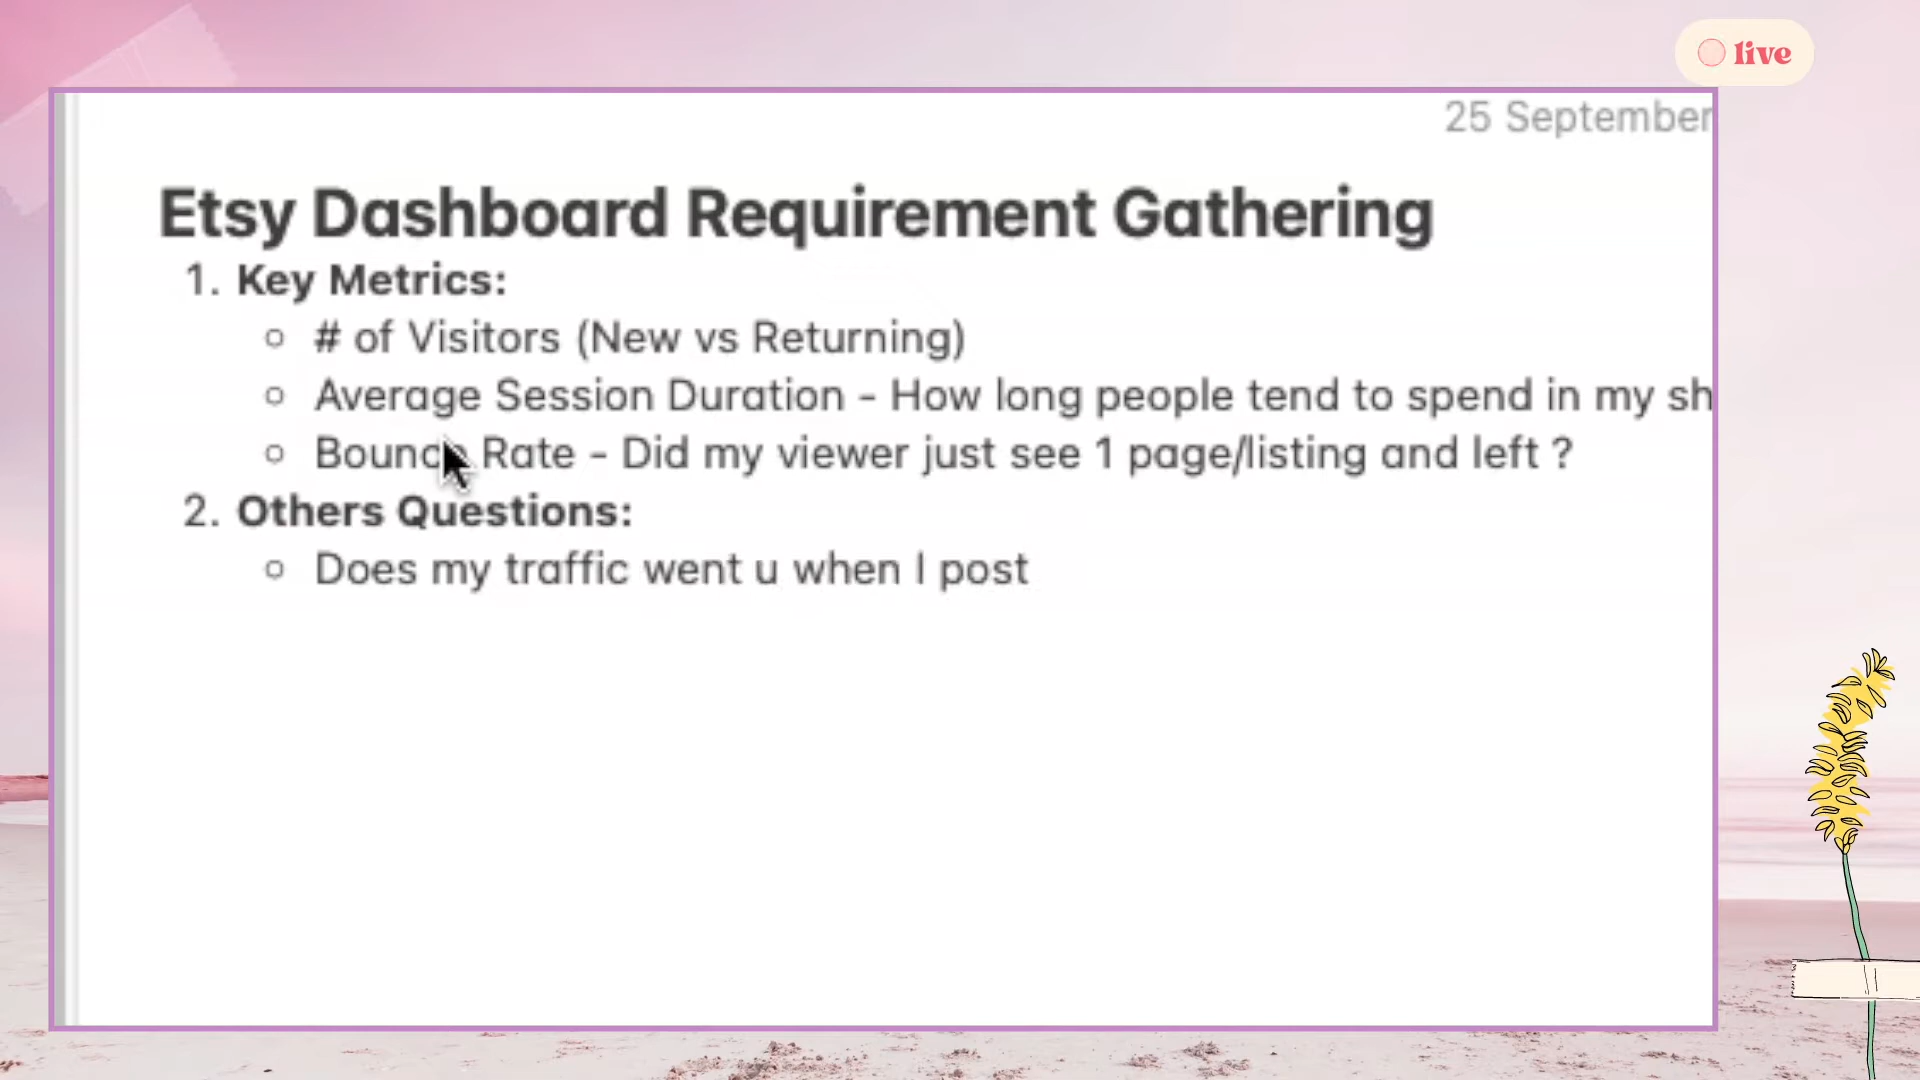 live
25 September
Etsy Dashboard Requirement Gathering
1. Key Metrics:
○ # of Visitors (New vs Returning)
○ Average Session Duration - How long people tend to spend in my sh
○ Bounce Rate - Did my viewer just see 1 page/listing and left ?
2. Others Questions:
○ Does my traffic went u when I post